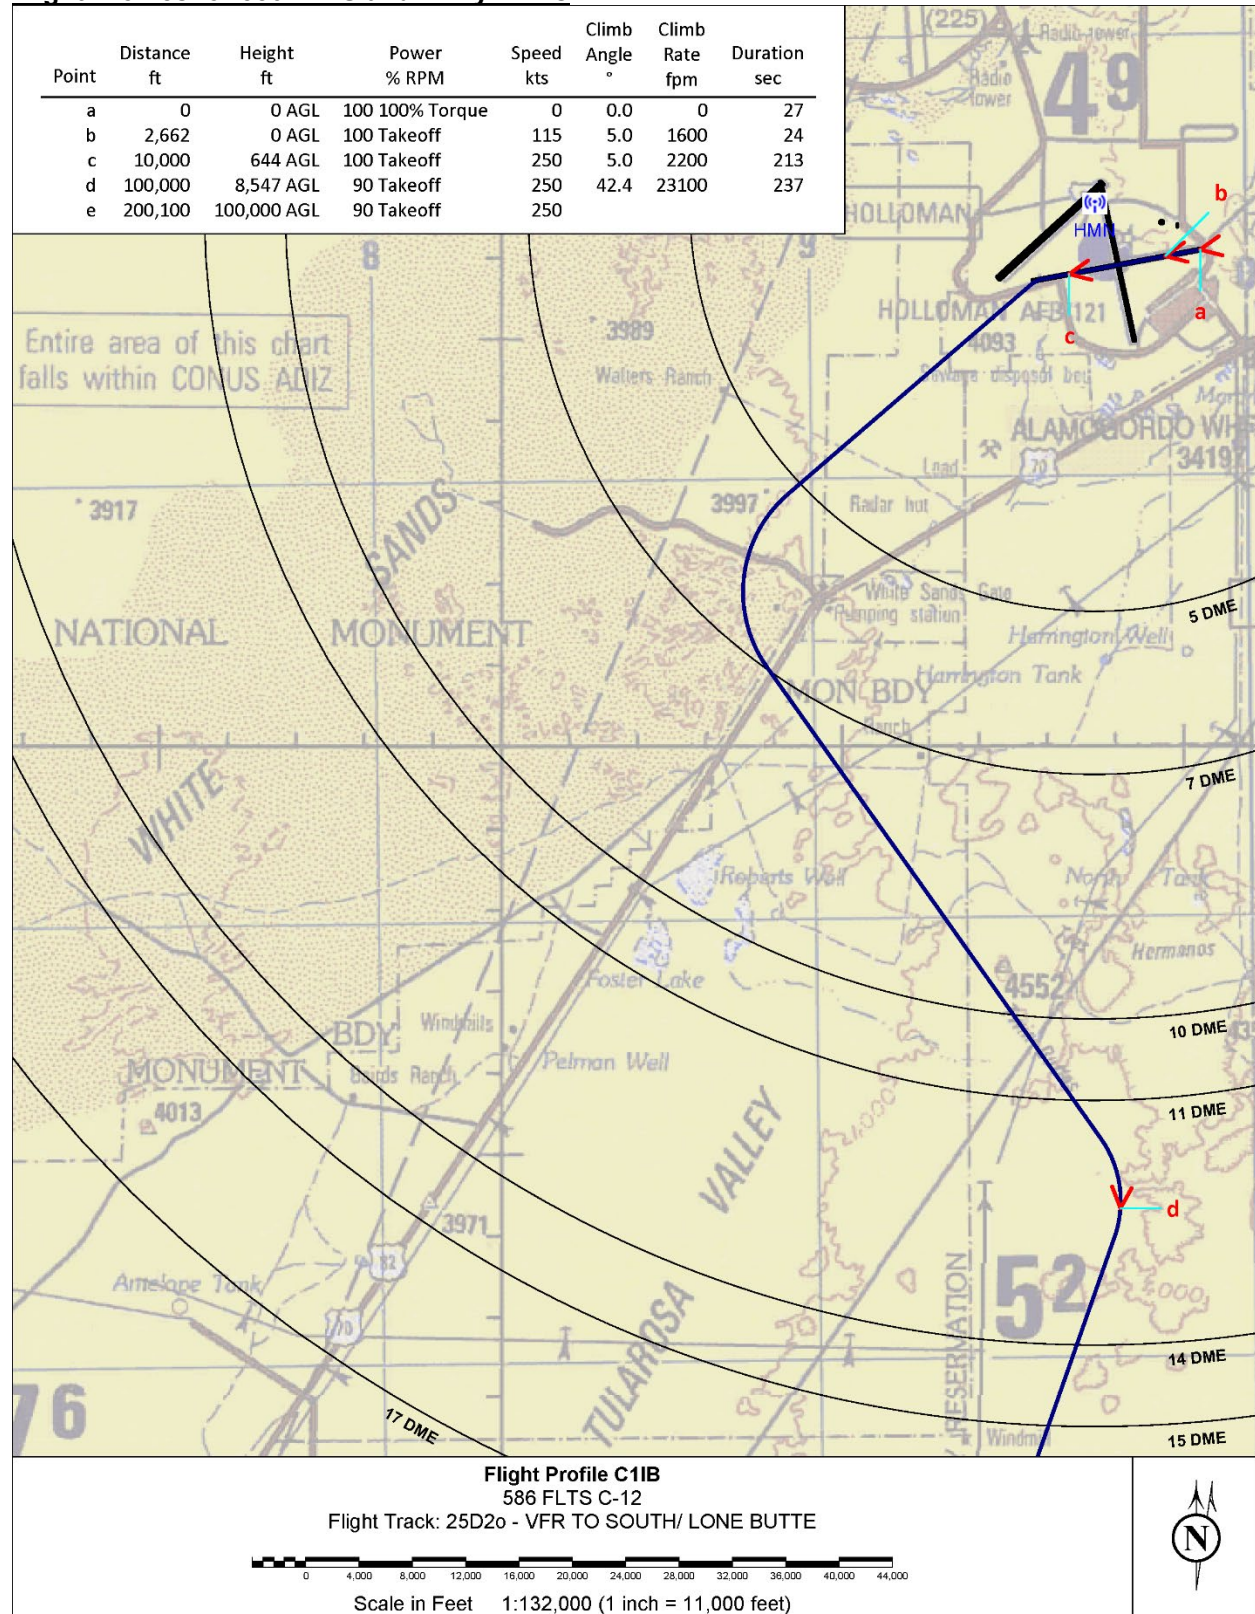 Climb Climb
Distance Height Power Speed Angle Rate Duration
Point ft ft % RPM kts ° fpm sec
a 0 0 AGL 100 100% Torque 0 0.0 0 27
b 2,662 0 AGL 100 Takeoff 115 5.0 1600 24
c 10,000 644 AGL 100 Takeoff 250 5.0 2200 213
d 100,000 8,547 AGL 90 Takeoff 250 42.4 23100 237
e 200,100 100,000 AGL 90 Takeoff 250
(225)
Radio tower
Radio
tower
49
b
HOLLOMAN
HMN
8
9
a
HOLLOMAN AFB 121
c
4093
Entire area of this chart
falls within CONUS ADIZ
3989
Walters Ranch
Sewage disposal bed
ALAMOGORDO WH
34197
70
Lead
3917
3997
Radar hut
SANDS
White Sands Gate
Pumping station
5 DME
NATIONAL MONUMENT
Harrington Well
Harrington Tank
MON BDY
Ranch
7 DME
WHITE
Roberts Well
North Tank
Hermanos
Foster Lake
4552
10 DME
BDY
Windmills
MONUMENT
Bairds Ranch
Pelman Well
11 DME
4013
VALLEY
3971
d
82
Antelope Tank
RESERVATION
52
70
TULAROSA
14 DME
76
17 DME
Windmill
15 DME
Flight Profile C1IB
586 FLTS C-12
Flight Track: 25D2o - VFR TO SOUTH/ LONE BUTTE
0 4,000 8,000 12,000 16,000 20,000 24,000 28,000 32,000 36,000 40,000 44,000
Scale in Feet 1:132,000 (1 inch = 11,000 feet)
N